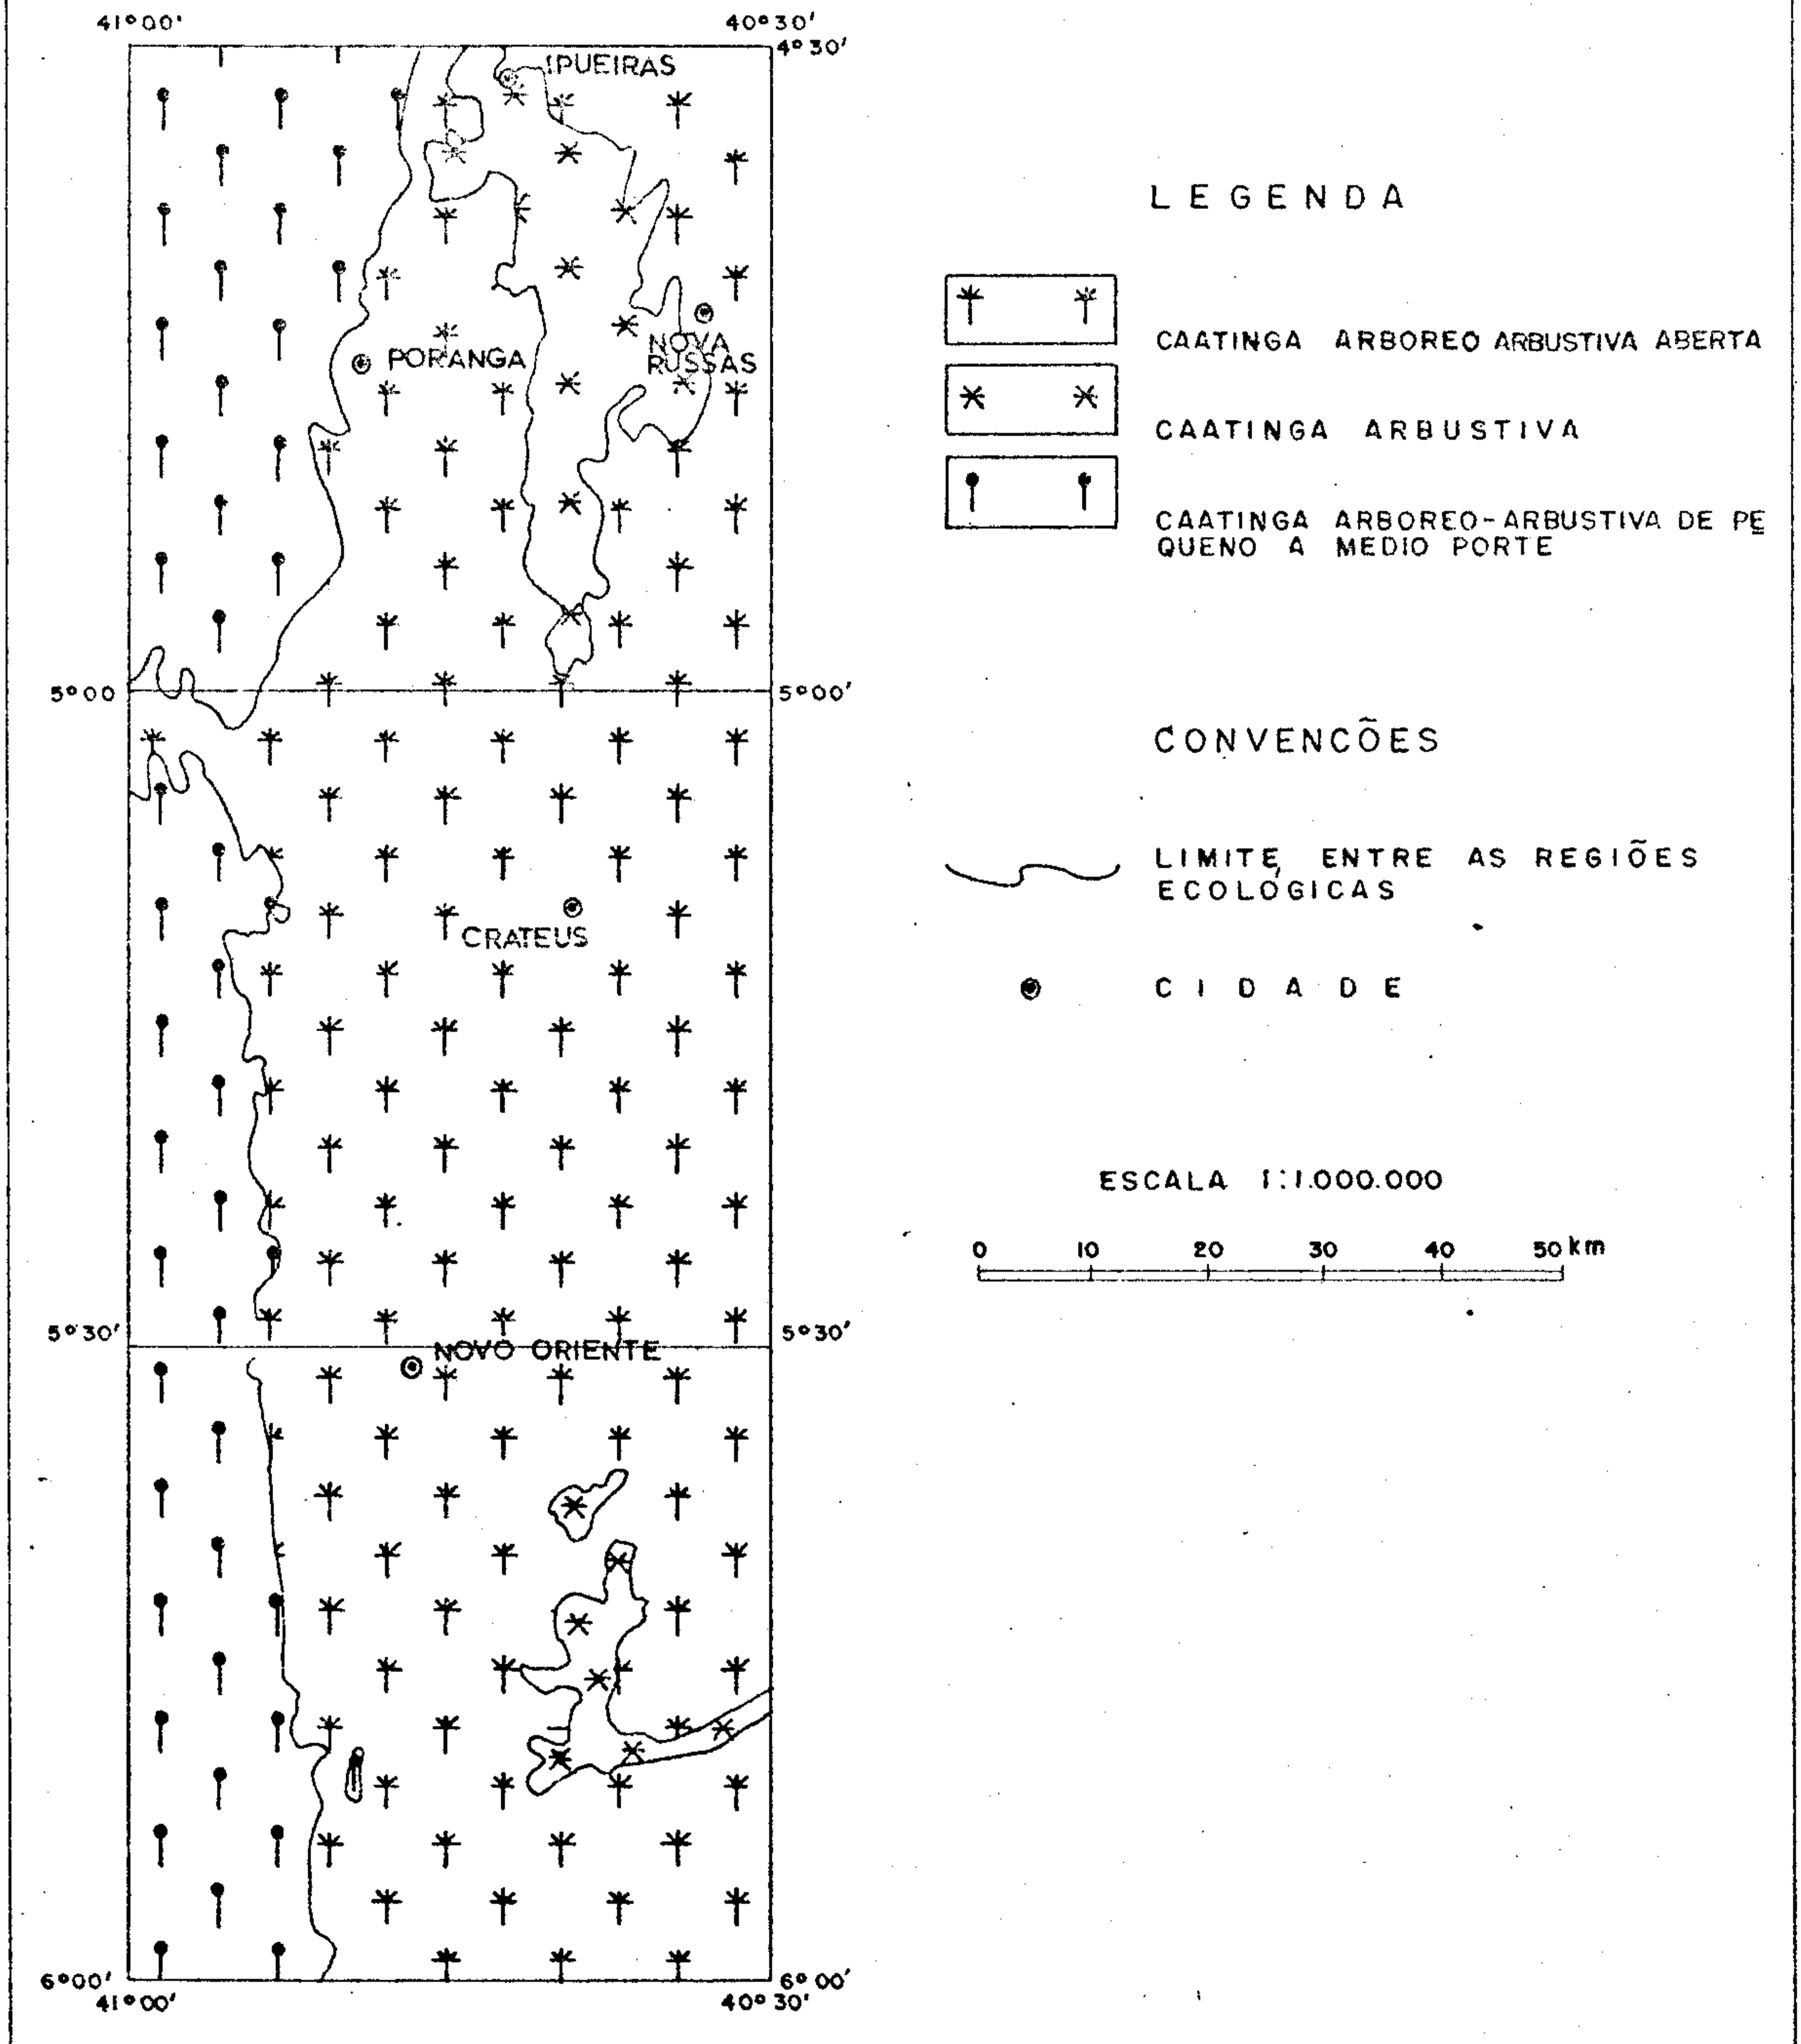 41°00'
40°30'
4°30'
IPUEIRAS
NOVA
RUSSAS
PORANGA
5°00
5°00'
CRATEUS
5°30'
5°30'
NOVO ORIENTE
6°00'
6°00'
41°00'
40°30'
LEGENDA
CAATINGA ARBOREO ARBUSTIVA ABERTA
CAATINGA ARBUSTIVA
CAATINGA ARBOREO-ARBUSTIVA DE PE
QUENO A MEDIO PORTE
CONVENCÕES
LIMITE ENTRE AS REGIÕES
ECOLÓGICAS
CIDADE
ESCALA 1:1.000.000
0 10 20 30 40 50 km